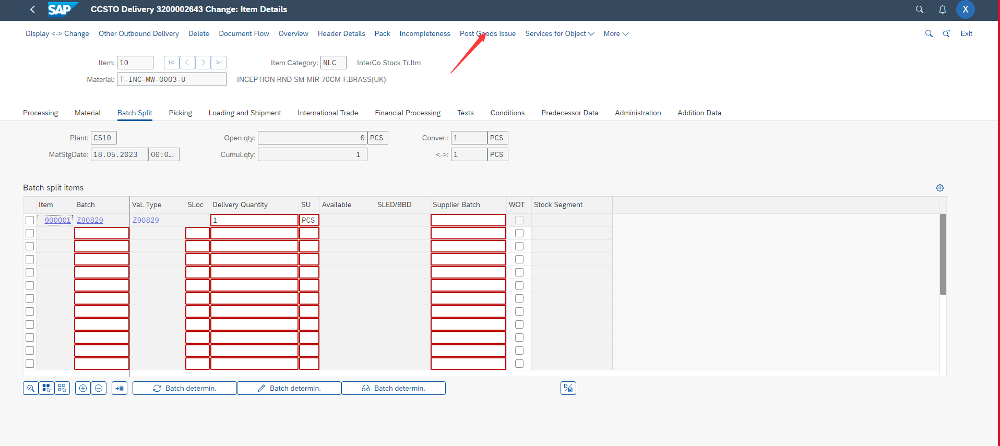 SAP CCSTO Delivery 3200002643 Change: Item Details X
Display <-> Change Other Outbound Delivery Delete Document Flow Overview Header Details Pack Incompleteness Post Goods Issue Services for Object More Exit
Item: 10 Item Category: NLC InterCo Stock Tr.Itm
Material: T-INC-MW-0003-U INCEPTION RND SM MIR 70CM-F.BRASS(UK)
Processing Material Batch Split Picking Loading and Shipment International Trade Financial Processing Texts Conditions Predecessor Data Administration Addition Data
Plant: CS10 Open qty: 0 PCS Conver.: 1 PCS
MatStgDate: 18.05.2023 00:0... Cumul.qty: 1 <->: 1 PCS
Batch split items
Item Batch Val. Type SLoc Delivery Quantity SU Available SLED/BBD Supplier Batch WOT Stock Segment
900001 Z90829 Z90829 1 PCS
Batch determin. Batch determin. Batch determin.